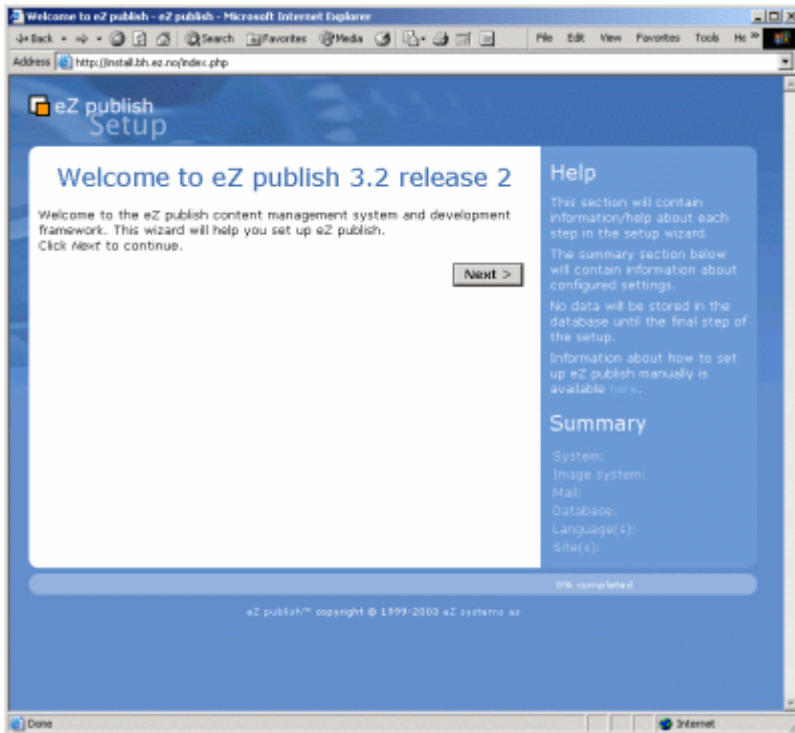 Welcome to eZ publish - eZ publish - Microsoft Internet Explorer
Back Search Favorites Media File Edit View Favorites Tools He »
Address http://install.bh.ez.no/index.php
eZ publish
Setup
Welcome to eZ publish 3.2 release 2
Welcome to the eZ publish content management system and development
framework. This wizard will help you set up eZ publish.
Click Next to continue.
Next >
Help
This section will contain
information/help about each
step in the setup wizard.
The summary section below
will contain information about
configured settings.
No data will be stored in the
database until the final step of
the setup.
Information about how to set
up eZ publish manually is
available here.
Summary
System:
Image system:
Mail:
Database:
Language(s):
Site(s):
0% completed
eZ publish™ copyright © 1999-2003 eZ systems as
Done
Internet